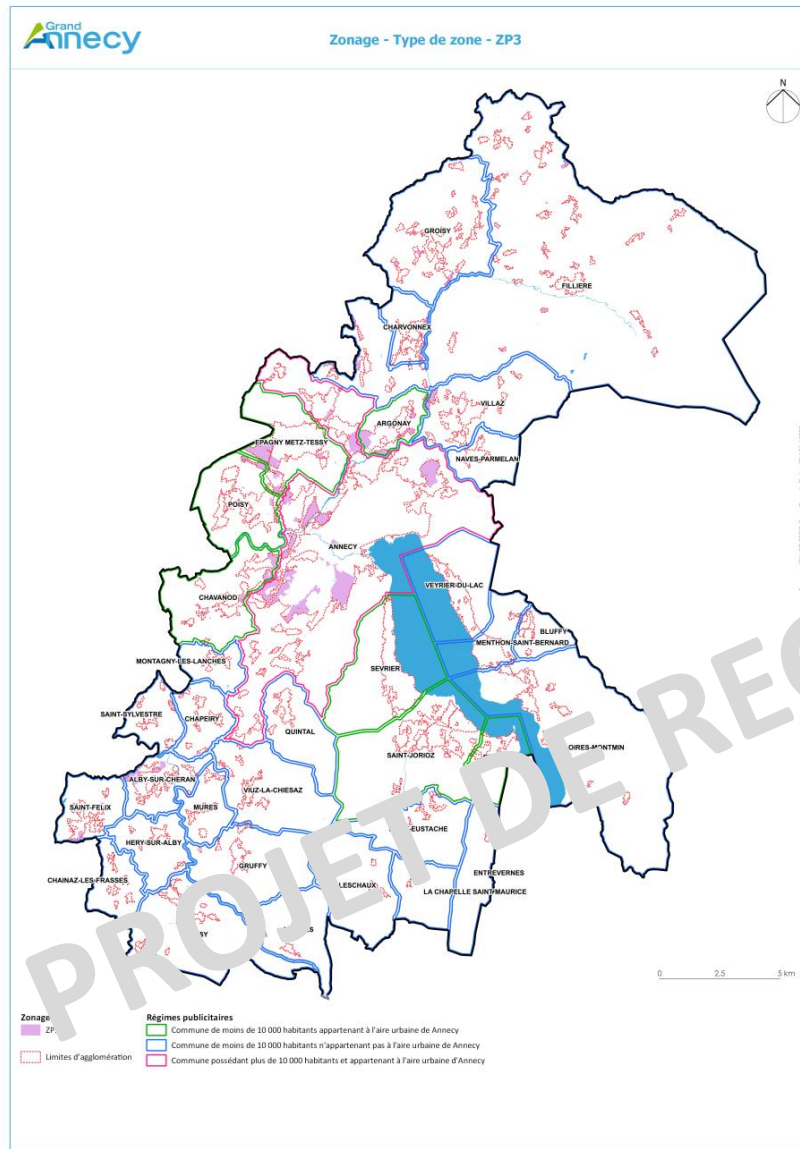 Grand
Annecy
Zonage - Type de zone - ZP3
N
GROISY
FILLIERE
CHARVONNEX
VILLAZ
ARGONAY
EPAGNY METZ-TESSY
NAVES-PARMELAN
POISY
ANNECY
VEYRIER-DU-LAC
CHAVANOD
BLUFFY
MENTHON-SAINT-BERNARD
MONTAGNY-LES-LANCHES
SEVRIER
SAINT-SYLVESTRE
CHAPEIRY
QUINTAL
OIRES-MONTMIN
SAINT-JORIOZ
ALBY-SUR-CHERAN
VIUZ-LA-CHIESAZ
SAINT-FELIX
MURES
-EUSTACHE
HERY-SUR-ALBY
GRUFFY
ENTREVERNES
CHAINAZ-LES-FRASSES
LESCHAUX
LA CHAPELLE SAINT-MAURICE
PROJET DE REG
0 2.5 5 km
Zonage
ZP
Limites d'agglomération
Régimes publicitaires
Commune de moins de 10 000 habitants appartenant à l'aire urbaine de Annecy
Commune de moins de 10 000 habitants n'appartenant pas à l'aire urbaine de Annecy
Commune possédant plus de 10 000 habitants et appartenant à l'aire urbaine d'Annecy